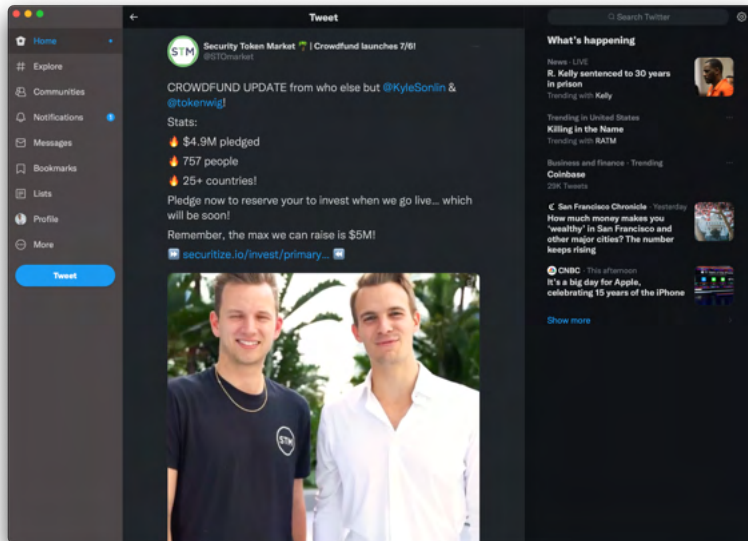 Tweet
Search Twitter
Home
Explore
Communities
Notifications
1
Messages
Bookmarks
Lists
Profile
More
Tweet
STM
Security Token Market 🌴 | Crowdfund launches 7/6!
@STOmarket
CROWDFUND UPDATE from who else but @KyleSonlin &
@tokenwig!
Stats:
🔥 $4.9M pledged
🔥 757 people
🔥 25+ countries!
Pledge now to reserve your to invest when we go live... which
will be soon!
Remember, the max we can raise is $5M!
⏩ securitize.io/invest/primary... ⏪
STM
What's happening
News · LIVE
R. Kelly sentenced to 30 years
in prison
Trending with Kelly
Trending in United States
Killing in the Name
Trending with RATM
Business and finance · Trending
Coinbase
29K Tweets
San Francisco Chronicle · Yesterday
How much money makes you
'wealthy' in San Francisco and
other major cities? The number
keeps rising
CNBC · This afternoon
It's a big day for Apple,
celebrating 15 years of the iPhone
Show more